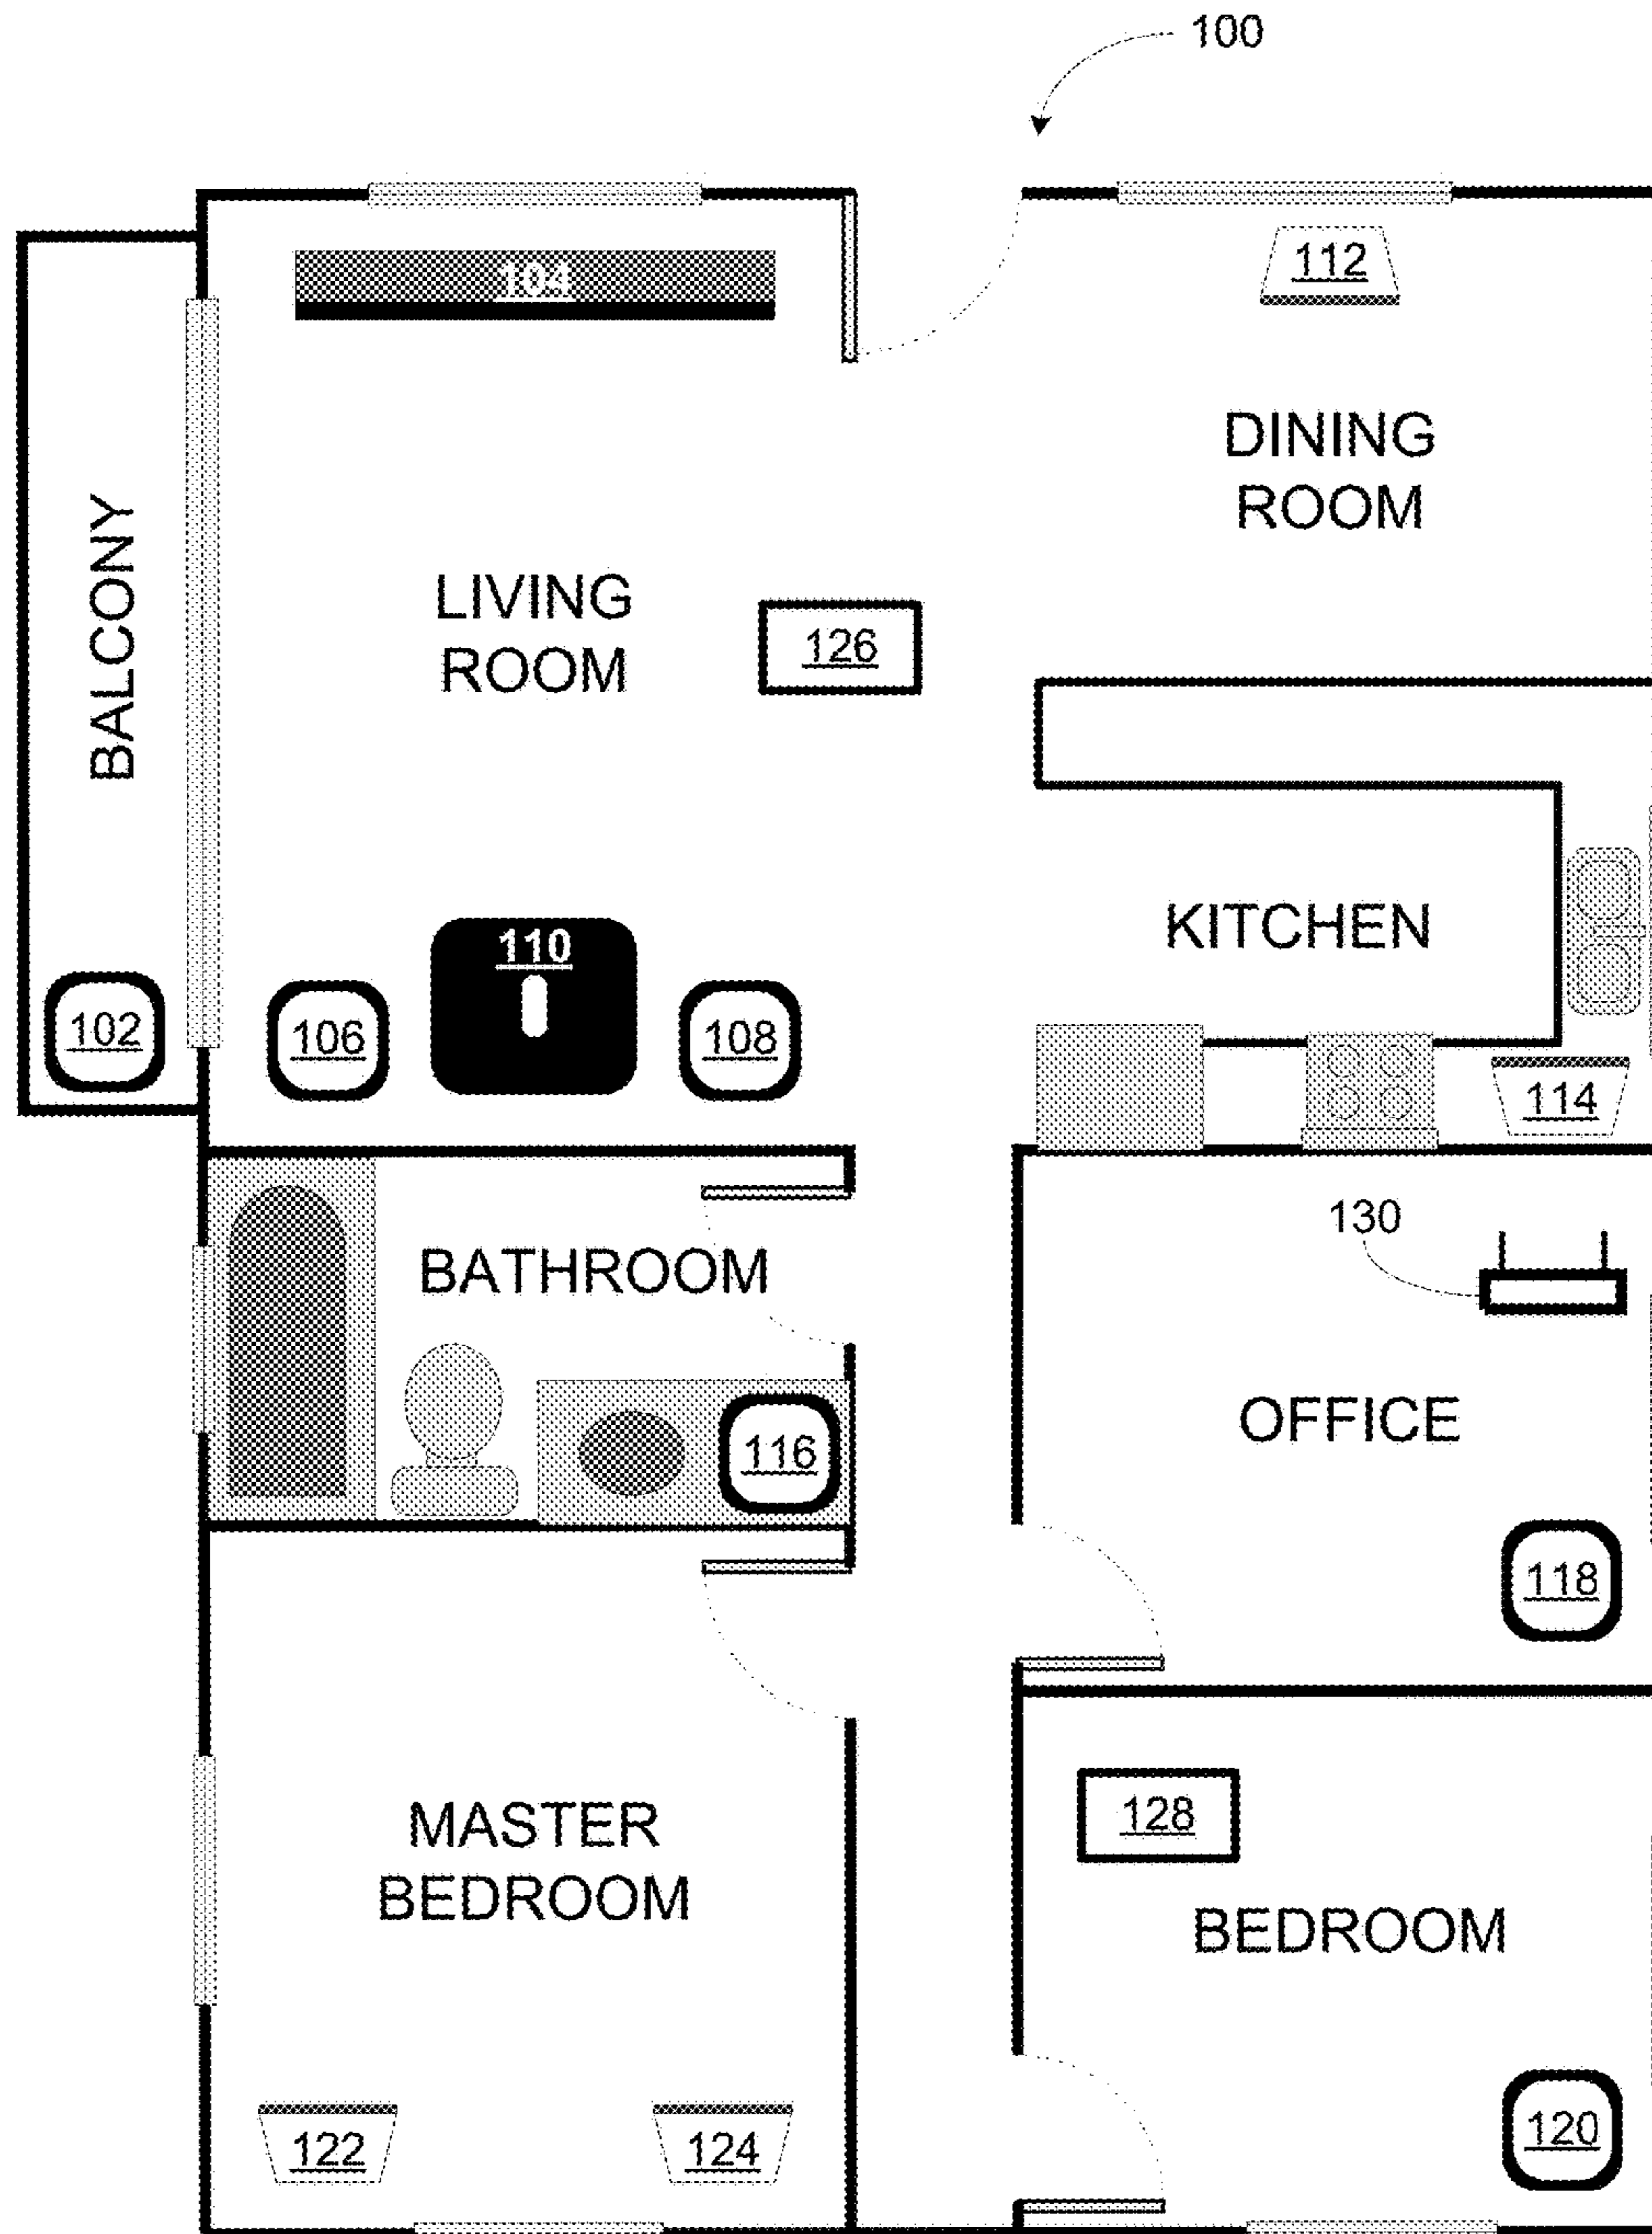 100
104
112
DINING
ROOM
BALCONY
LIVING
ROOM
126
KITCHEN
110
102
106
108
114
130
BATHROOM
OFFICE
116
118
MASTER
BEDROOM
128
BEDROOM
122
124
120